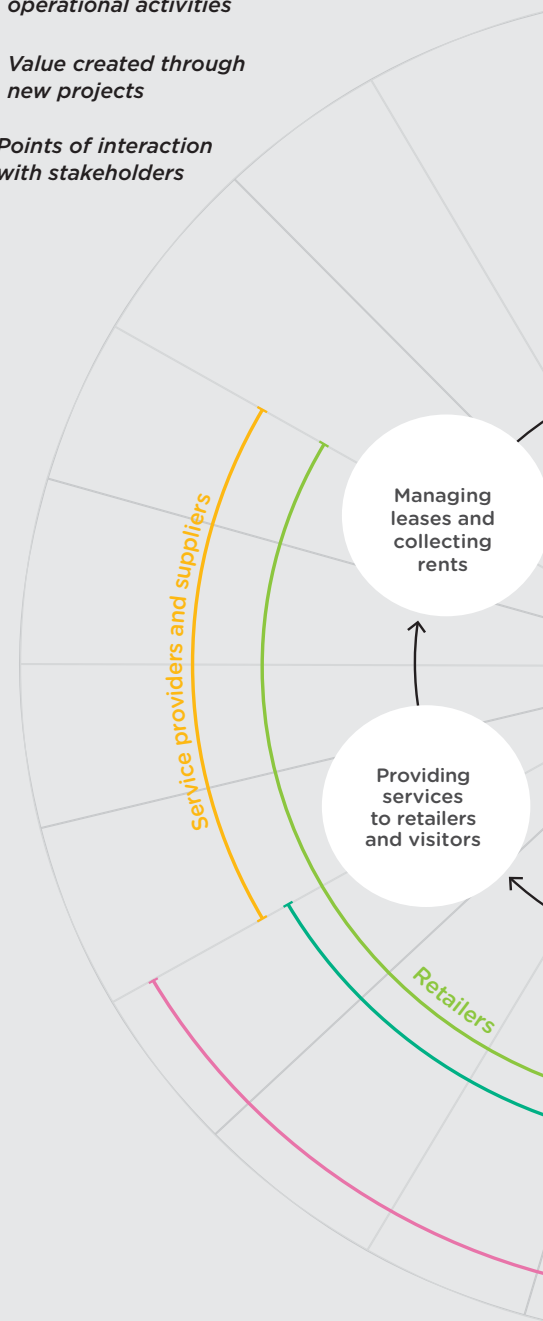 operational activities
Value created through
new projects
Points of interaction
with stakeholders
Managing
leases and
collecting
rents
Service providers and suppliers
Providing
services
to retailers
and visitors
Retailers